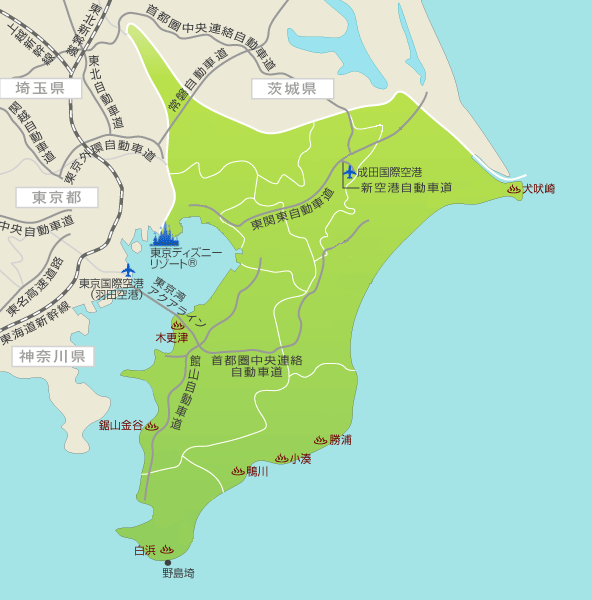 上越新幹線
東北新幹線
首都圏中央連絡自動車道
埼玉県
東北自動車道
常磐自動車道
茨城県
関越自動車道
東京外環自動車道
成田国際空港
新空港自動車道
犬吠崎
東京都
東関東自動車道
中央自動車道
東京ディズニー
リゾート®
東京国際空港
(羽田空港)
東名高速道路
東京湾
アクアライン
東海道新幹線
木更津
神奈川県
館山自動車道
首都圏中央連絡
自動車道
鋸山金谷
勝浦
小湊
鴨川
白浜
野島埼